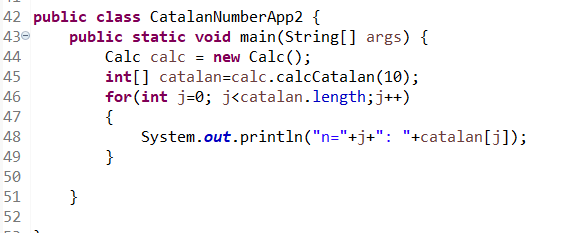 42 public class CatalanNumberApp2 {
43 public static void main(String[] args) {
44 Calc calc = new Calc();
45 int[] catalan=calc.calcCatalan(10);
46 for(int j=0; j<catalan.length;j++)
47 {
48 System.out.println("n="+j+": "+catalan[j]);
49 }
50
51 }
52